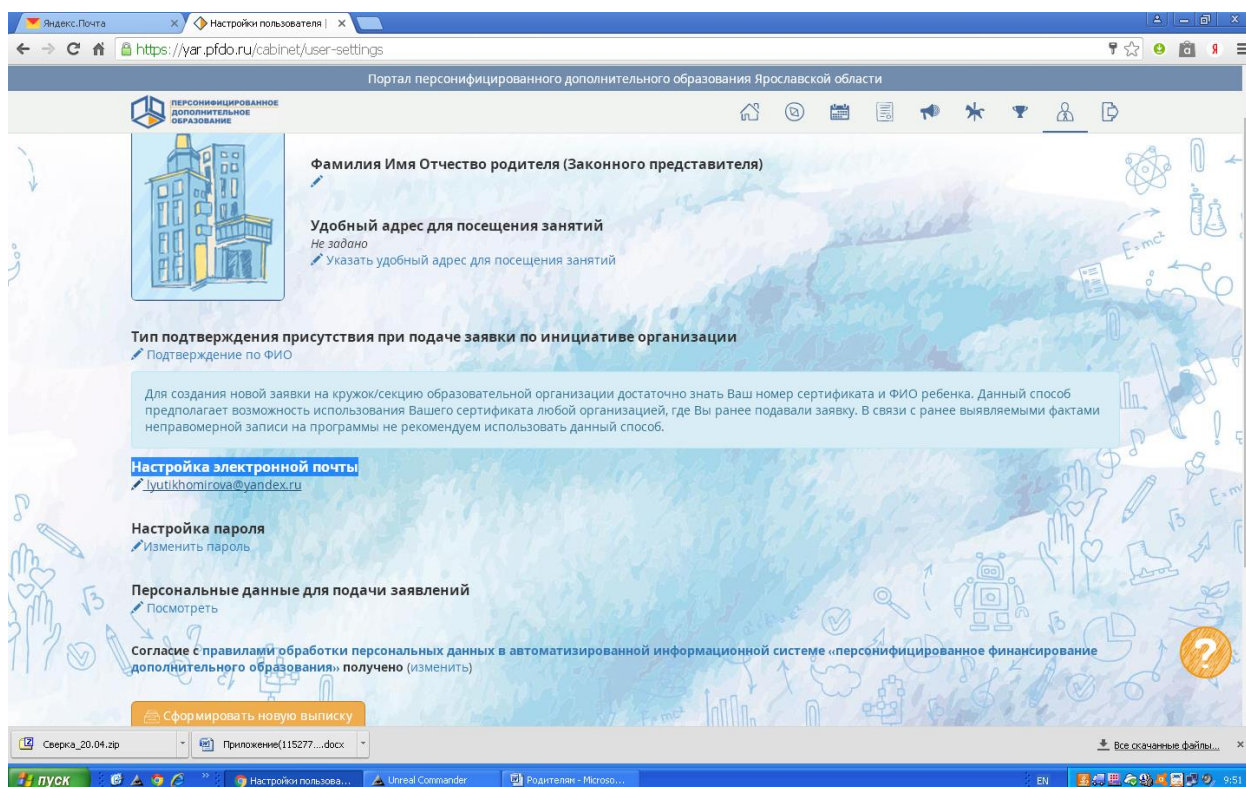 Яндекс.Почта
Настройки пользователя |
https://yar.pfdo.ru/cabinet/user-settings
Портал персонифицированного дополнительного образования Ярославской области
ПЕРСОНИФИЦИРОВАННОЕ
ДОПОЛНИТЕЛЬНОЕ
ОБРАЗОВАНИЕ
Фамилия Имя Отчество родителя (Законного представителя)
Удобный адрес для посещения занятий
Не задано
Указать удобный адрес для посещения занятий
Тип подтверждения присутствия при подаче заявки по инициативе организации
Подтверждение по ФИО
Для создания новой заявки на кружок/секцию образовательной организации достаточно знать Ваш номер сертификата и ФИО ребенка. Данный способ
предполагает возможность использования Вашего сертификата любой организацией, где Вы ранее подавали заявку. В связи с ранее выявляемыми фактами
неправомерной записи на программы не рекомендуем использовать данный способ.
Настройка электронной почты
lyutikhomirova@yandex.ru
Настройка пароля
Изменить пароль
Персональные данные для подачи заявлений
Посмотреть
Согласие с правилами обработки персональных данных в автоматизированной информационной системе «персонифицированное финансирование
дополнительного образования» получено (изменить)
Сформировать новую выписку
?
Сверка_20.04.zip
Приложение(115277....docx
Все скачанные файлы...
пуск
Настройки пользова...
Unreal Commander
Родителям - Microso...
EN
9:51